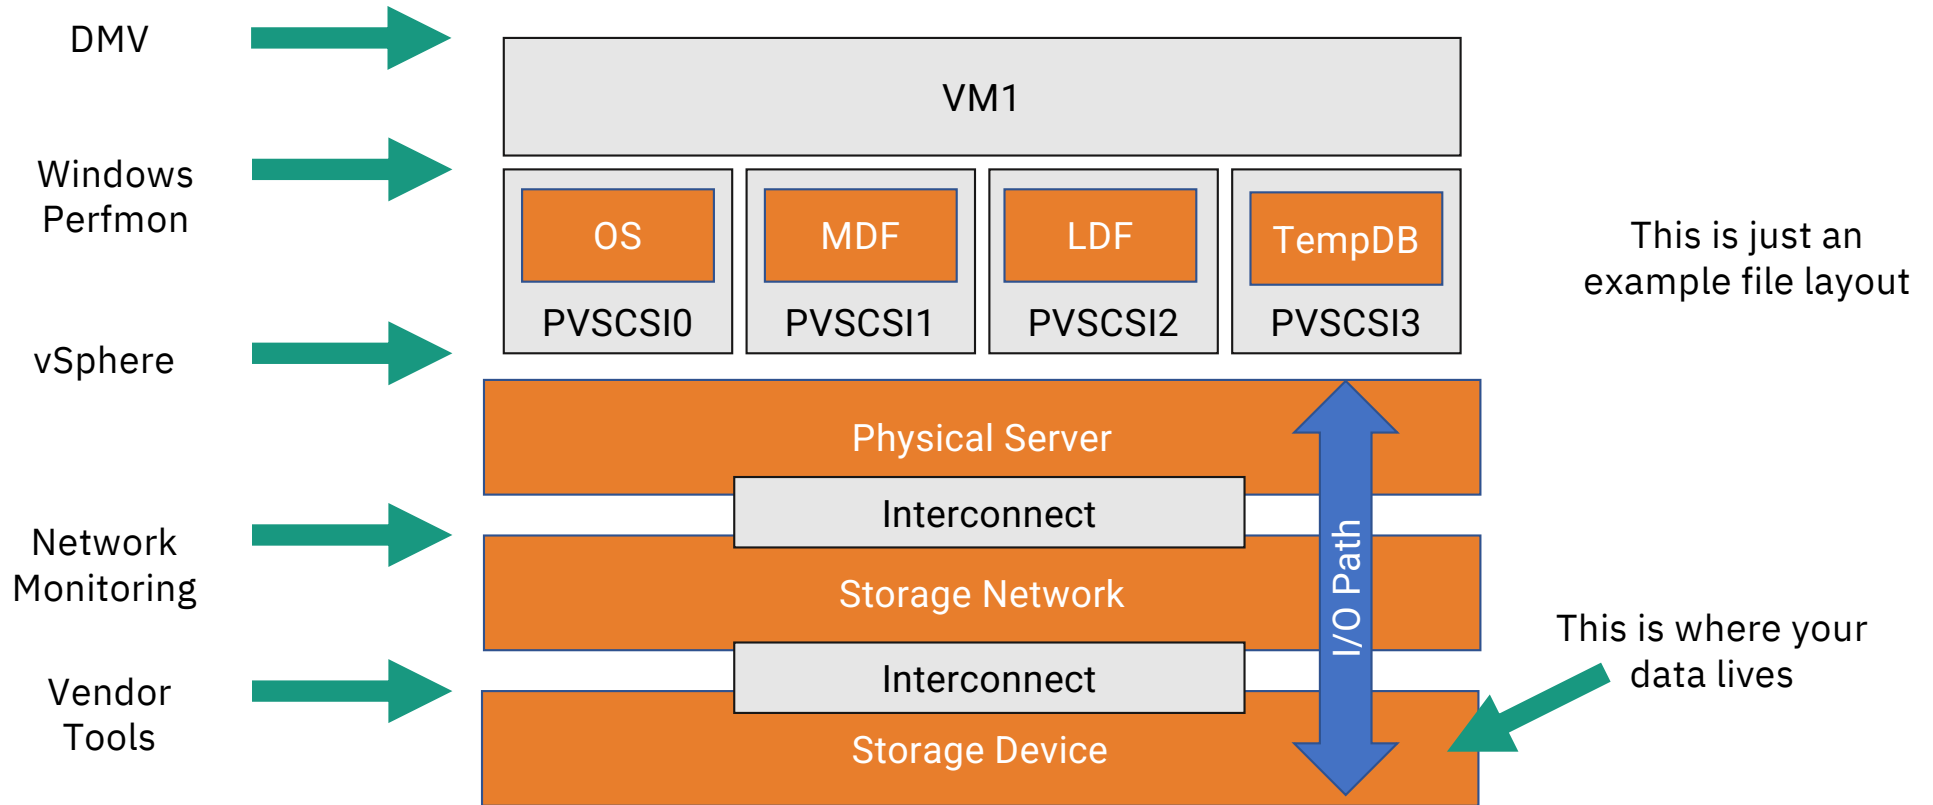 DMV
VM1
Windows
Perfmon
OS
MDF
LDF
TempDB
PVSCSI0
PVSCSI1
PVSCSI2
PVSCSI3
This is just an
example file layout
vSphere
Physical Server
Interconnect
Network
Monitoring
Storage Network
I/O Path
Interconnect
This is where your
data lives
Vendor
Tools
Storage Device